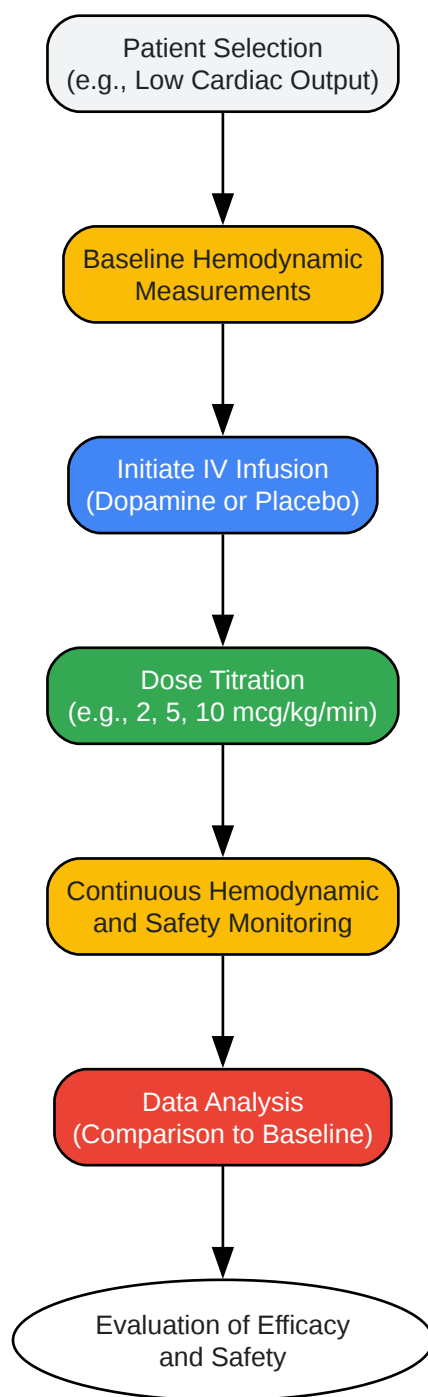 Patient Selection
(e.g., Low Cardiac Output)
Baseline Hemodynamic
Measurements
Initiate IV Infusion
(Dopamine or Placebo)
Dose Titration
(e.g., 2, 5, 10 mcg/kg/min)
Continuous Hemodynamic
and Safety Monitoring
Data Analysis
(Comparison to Baseline)
Evaluation of Efficacy
and Safety